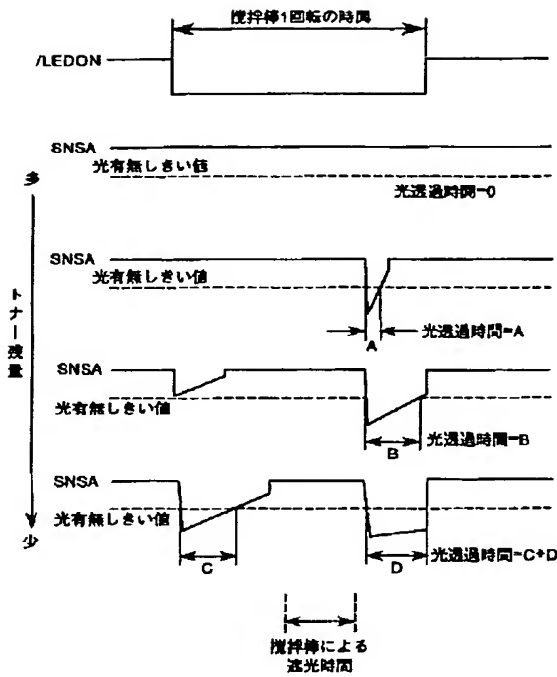 攪拌棒1回転の時間
/LEDON
SNSA
光有無しきい値
多
光透過時間=0
SNSA
光有無しきい値
A
光透過時間=A
トナー残量
SNSA
光有無しきい値
B
光透過時間=B
SNSA
光有無しきい値
少
C
D
光透過時間=C+D
攪拌棒による
遮光時間